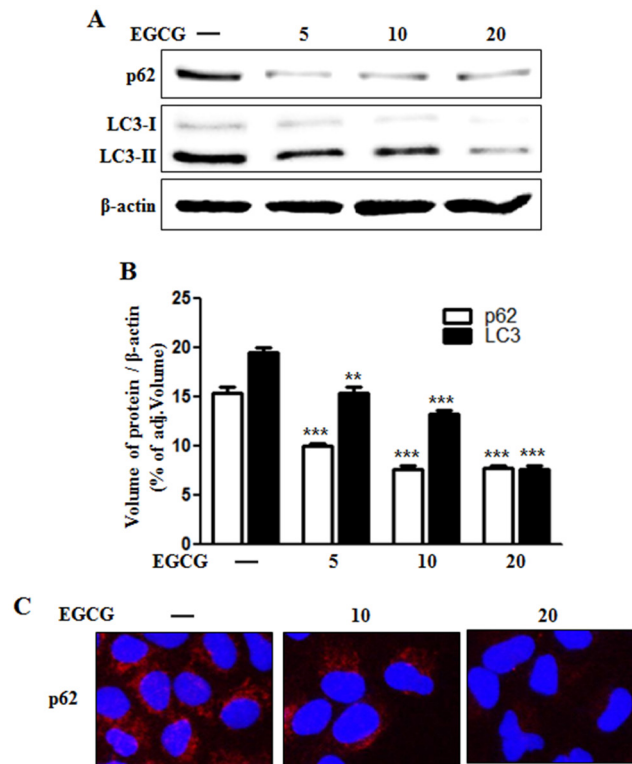 A
EGCG — 5 10 20
p62
LC3-I
LC3-II
β-actin
B
Volume of protein / β-actin
(% of adj.Volume)
25
20
15
10
5
0
p62
LC3
*** ** *** *** *** ***
EGCG — 5 10 20
C
EGCG — 10 20
p62